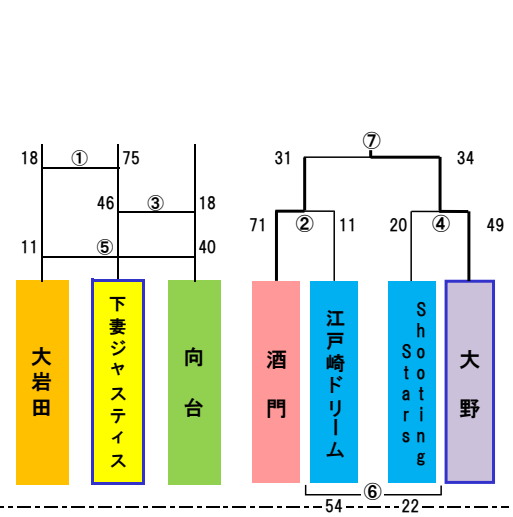 ⑦
18 ① 75 31 34
46 ③ 18
71 ② 11 20 ④ 49
11 ⑤ 40
大岩田
下妻ジャスティス
向台
酒門
江戸崎ドリーム
Shooting
Stars
大野
⑥
54 22